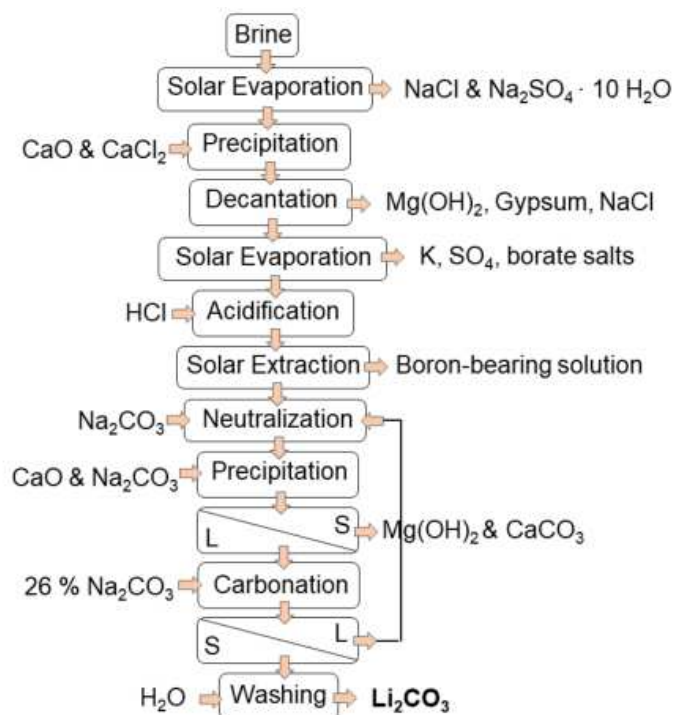 Brine
Solar Evaporation
NaCl & Na₂SO₄ · 10 H₂O
CaO & CaCl₂
Precipitation
Decantation
Mg(OH)₂, Gypsum, NaCl
Solar Evaporation
K, SO₄, borate salts
HCl
Acidification
Solar Extraction
Boron-bearing solution
Na₂CO₃
Neutralization
CaO & Na₂CO₃
Precipitation
L
S
Mg(OH)₂ & CaCO₃
26 % Na₂CO₃
Carbonation
S
L
H₂O
Washing
Li₂CO₃